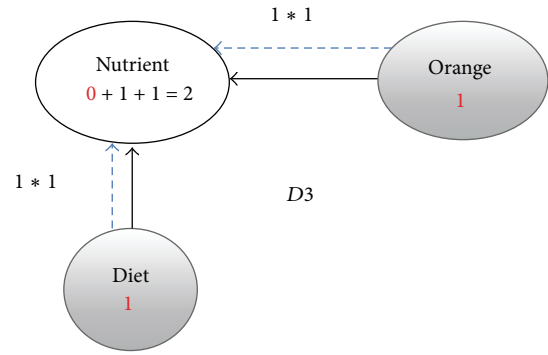 1 * 1
Nutrient
0 + 1 + 1 = 2
Orange
1
1 * 1
D3
Diet
1